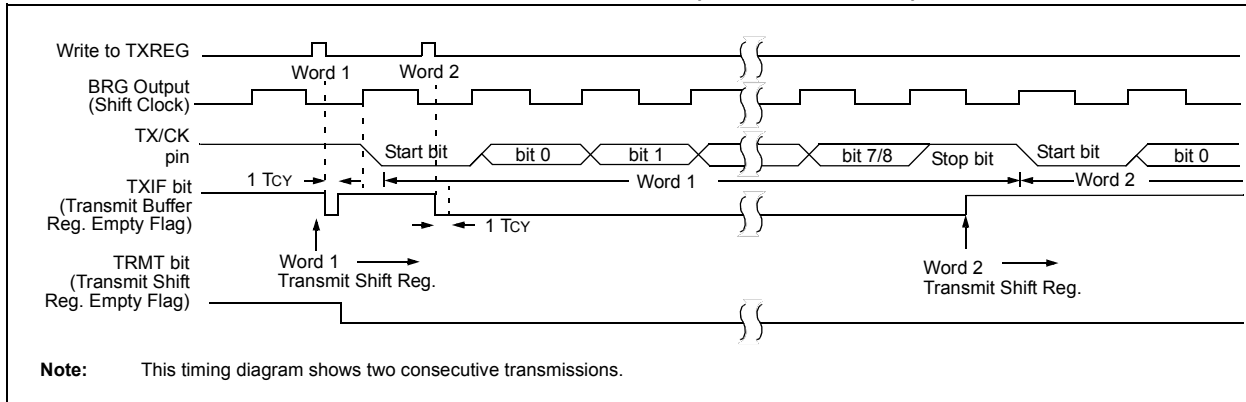 Write to TXREG
Word 1 Word 2
BRG Output
(Shift Clock)
TX/CK
pin
Start bit bit 0 bit 1 bit 7/8 Stop bit Start bit bit 0
1 TCY Word 1 Word 2
TXIF bit
(Transmit Buffer
Reg. Empty Flag)
1 TCY
TRMT bit
(Transmit Shift
Reg. Empty Flag)
Word 1
Transmit Shift Reg.
Word 2
Transmit Shift Reg.
Note: This timing diagram shows two consecutive transmissions.